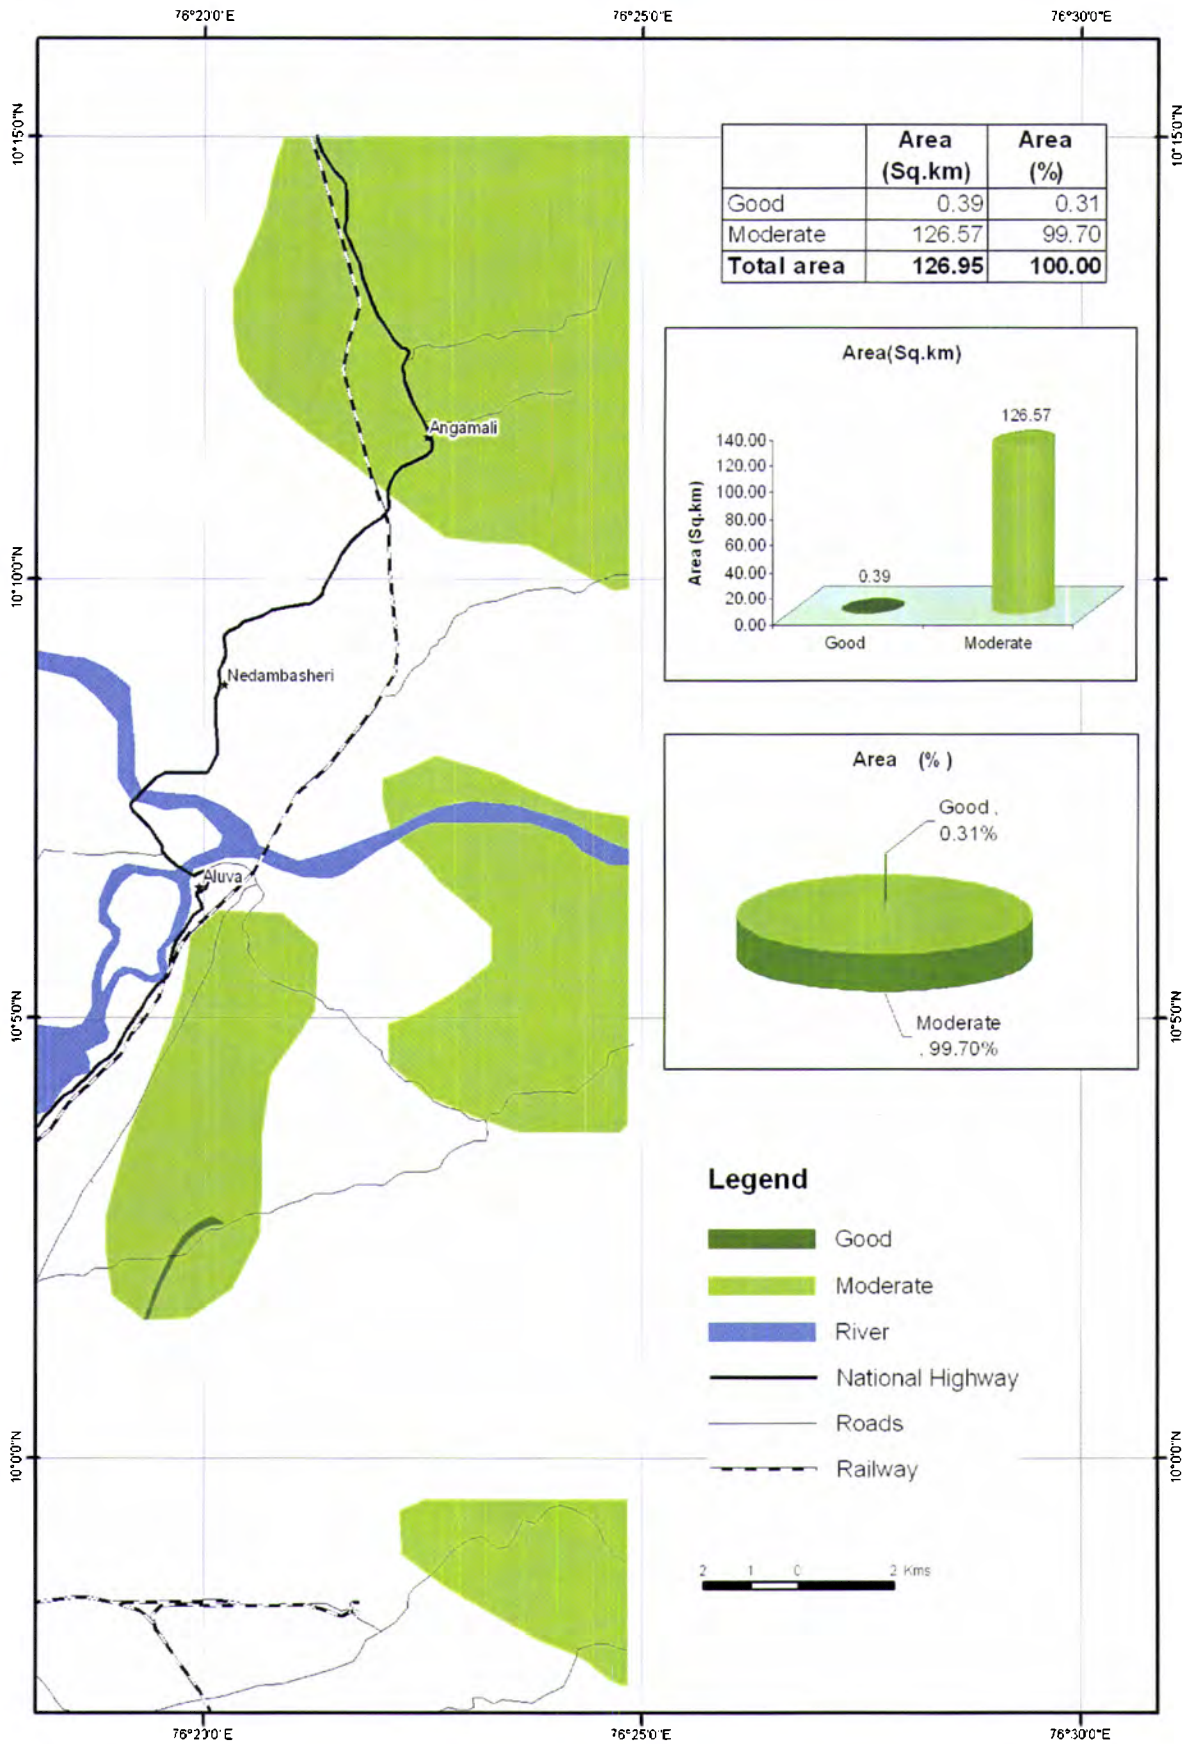 76°20'0"E 76°25'0"E 76°30'0"E
10°15'0"N 10°15'0"N
Area (Sq.km) Area (%)
Good 0.39 0.31
Moderate 126.57 99.70
Total area 126.95 100.00
Area(Sq.km)
126.57
140.00
120.00
100.00
80.00
60.00
40.00
20.00
0.00
Area (Sq.km)
0.39
Good Moderate
Angamali
10°10'0"N
Nedambasheri
Area (%)
Good,
0.31%
Moderate
, 99.70%
Aluva
10°5'0"N 10°5'0"N
Legend
Good
Moderate
River
National Highway
Roads
Railway
10°0'0"N 10°0'0"N
2 1 0 2 Kms
76°20'0"E 76°25'0"E 76°30'0"E